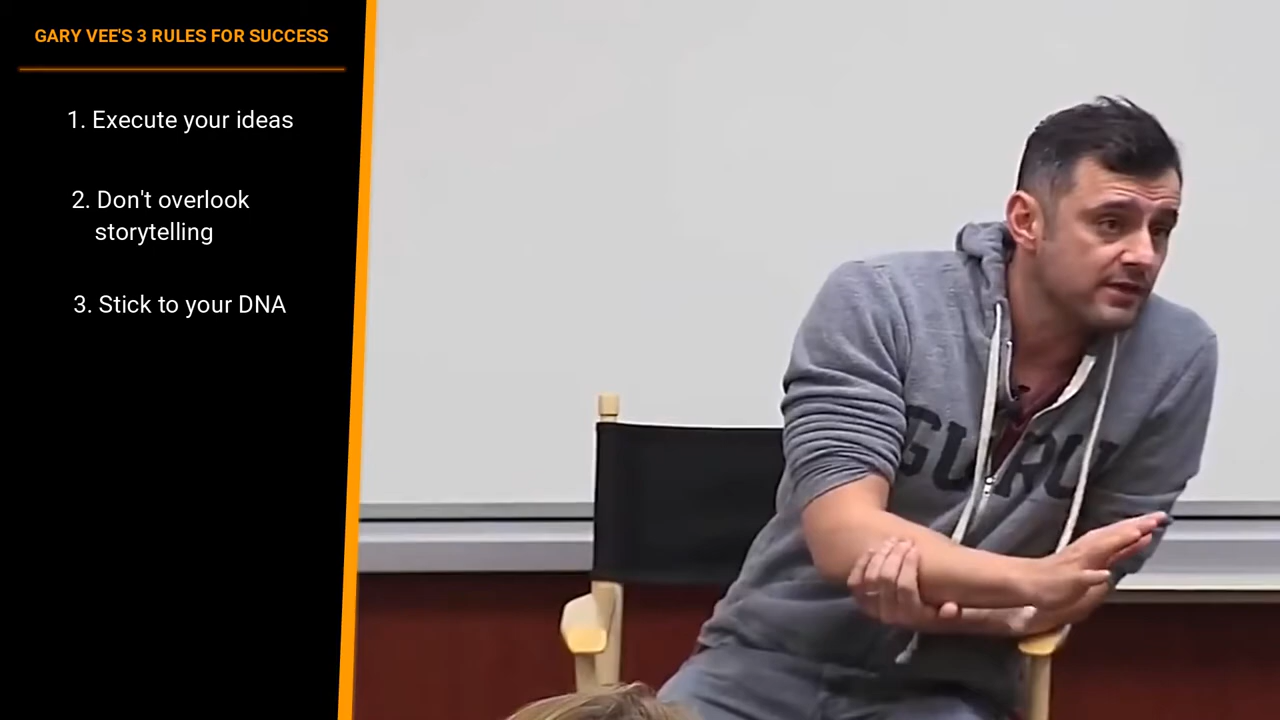 GARY VEE'S 3 RULES FOR SUCCESS
1. Execute your ideas
2. Don't overlook
storytelling
3. Stick to your DNA
GURU